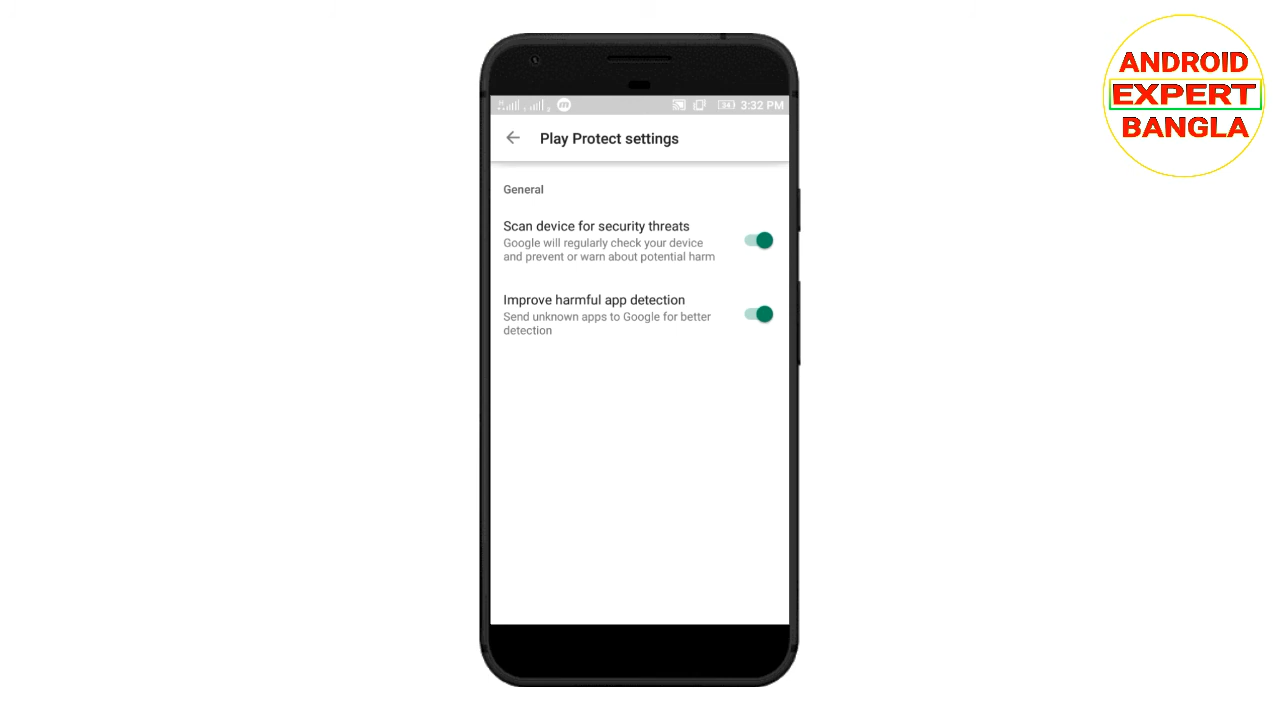 34 3:32 PM
Play Protect settings
General
Scan device for security threats
Google will regularly check your device
and prevent or warn about potential harm
Improve harmful app detection
Send unknown apps to Google for better
detection
ANDROID
EXPERT
BANGLA